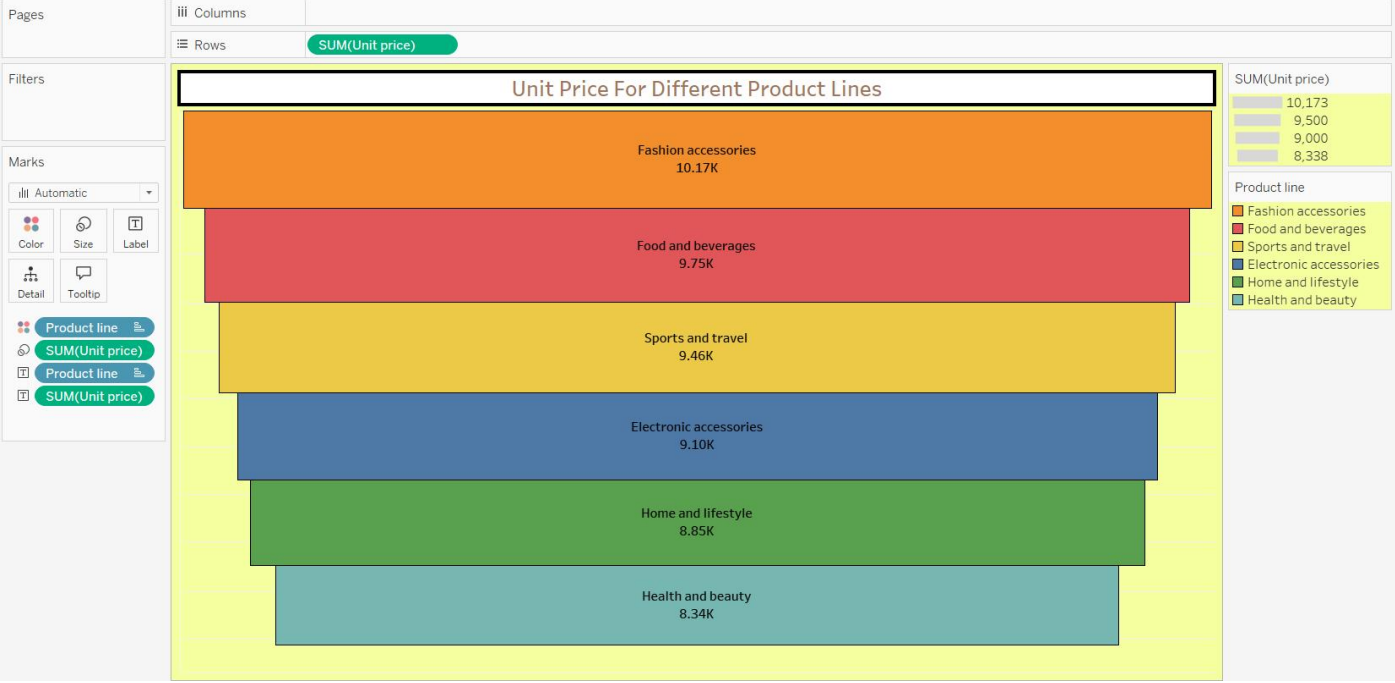 Pages
Columns
Rows
SUM(Unit price)
Filters
Marks
Automatic
Color
Size
Label
Detail
Tooltip
Product line
SUM(Unit price)
Product line
SUM(Unit price)
Unit Price For Different Product Lines
Fashion accessories
10.17K
Food and beverages
9.75K
Sports and travel
9.46K
Electronic accessories
9.10K
Home and lifestyle
8.85K
Health and beauty
8.34K
SUM(Unit price)
10,173
9,500
9,000
8,338
Product line
Fashion accessories
Food and beverages
Sports and travel
Electronic accessories
Home and lifestyle
Health and beauty